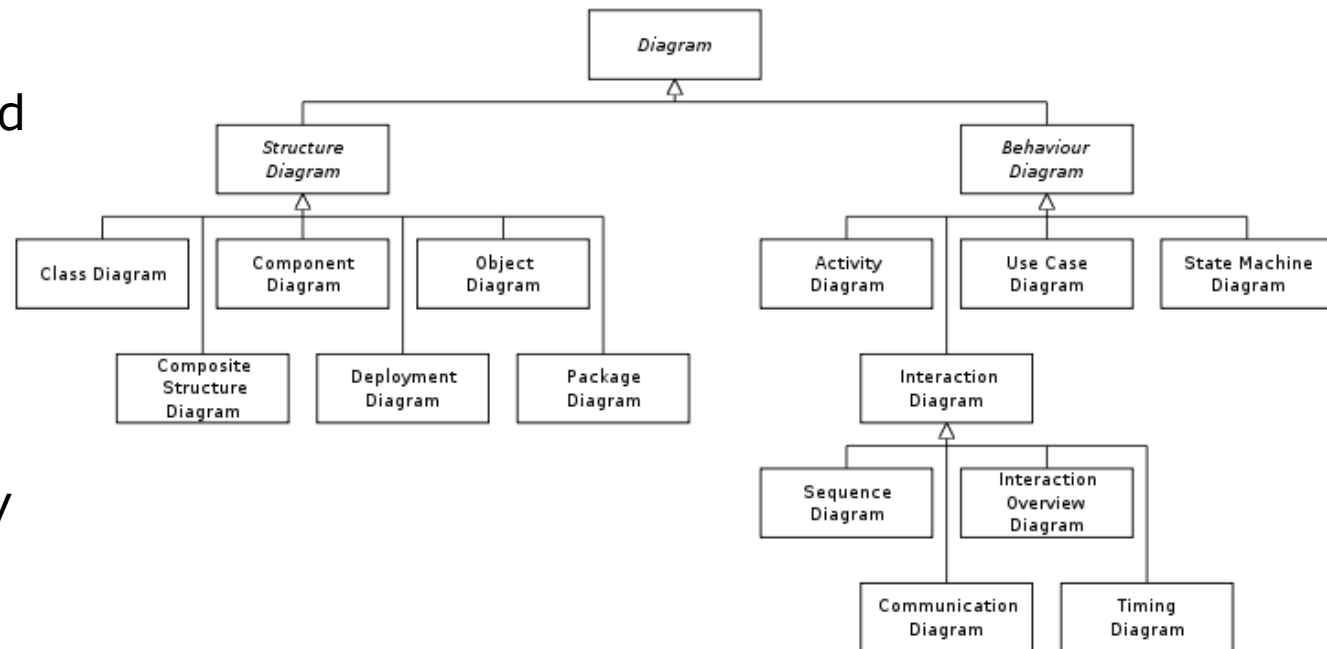 Diagram
d
Structure
Diagram
Behaviour
Diagram
Class Diagram
Component
Diagram
Object
Diagram
Activity
Diagram
Use Case
Diagram
State Machine
Diagram
Composite
Structure
Diagram
Deployment
Diagram
Package
Diagram
Interaction
Diagram
y
Sequence
Diagram
Interaction
Overview
Diagram
Communication
Diagram
Timing
Diagram